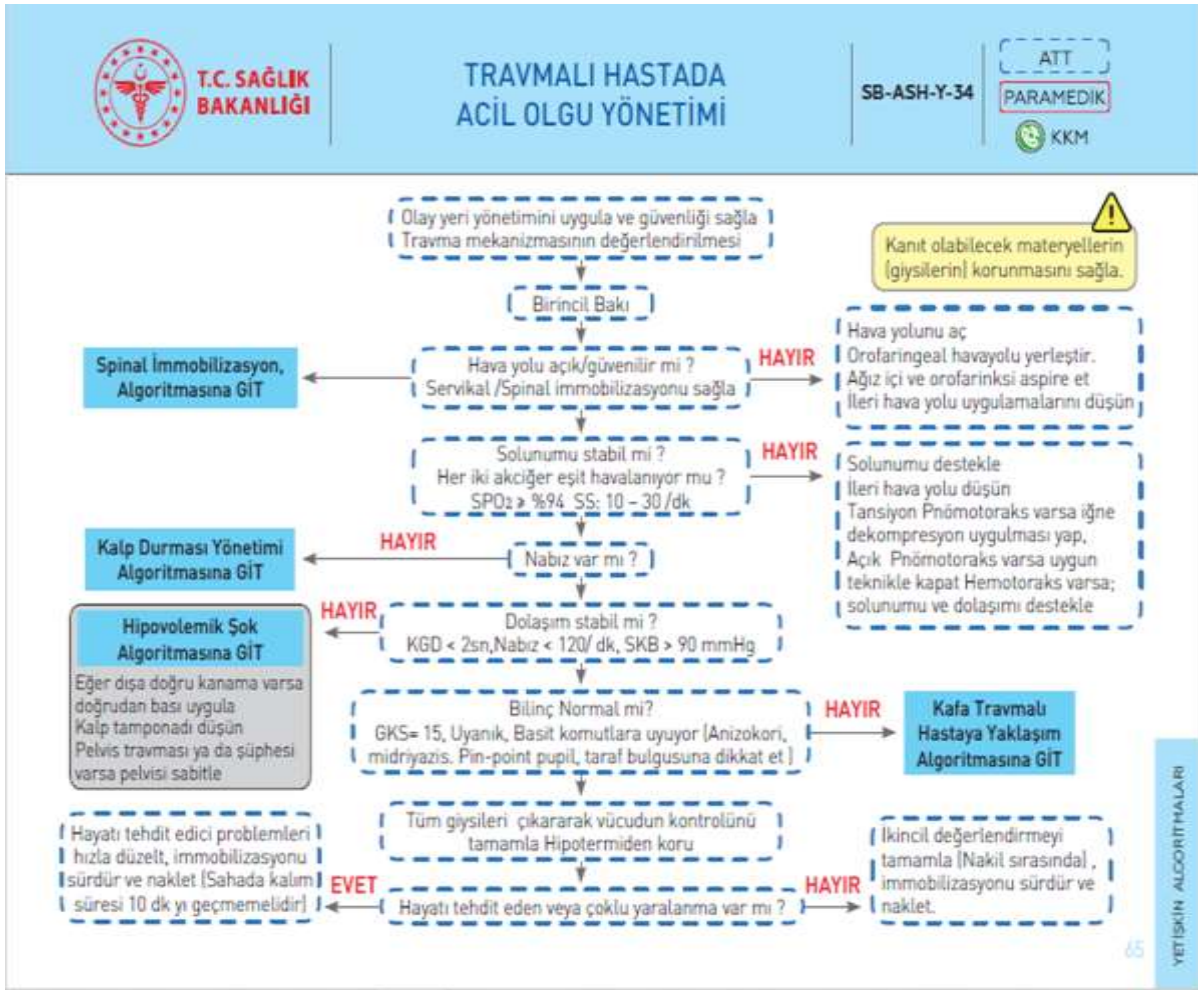 T.C. SAĞLIK
BAKANLIĞI
TRAVMALI HASTADA
ACİL OLGU YÖNETİMİ
SB-ASH-Y-34
ATT
PARAMEDİK
KKM
Olay yeri yönetimini uygula ve güvenliği sağla
Travma mekanizmasının değerlendirilmesi
Kanıt olabilecek materyellerin
(giysilerin) korunmasını sağla.
Birincil Bakı
Hava yolu açık/güvenilir mi ?
Servikal /Spinal immobilizasyonu sağla
Spinal İmmobilizasyon,
Algoritmasına GİT
HAYIR
Hava yolunu aç
Orofaringeal havayolu yerleştir.
Ağız içi ve orofarinksi aspire et
İleri hava yolu uygulamalarını düşün
Solunumu stabil mi ?
Her iki akciğer eşit havalanıyor mu ?
SPO₂ ⩾ %94 SS: 10 – 30 /dk
HAYIR
Solunumu destekle
İleri hava yolu düşün
Tansiyon Pnömotoraks varsa iğne
dekompresyon uygulması yap,
Açık Pnömotoraks varsa uygun
teknikle kapat Hemotoraks varsa;
solunumu ve dolaşımı destekle
Nabız var mı ?
HAYIR
Kalp Durması Yönetimi
Algoritmasına GİT
Dolaşım stabil mi ?
KGD < 2sn,Nabız < 120/ dk, SKB > 90 mmHg
HAYIR
Hipovolemik Şok
Algoritmasına GİT
Eğer dışa doğru kanama varsa
doğrudan bası uygula
Kalp tamponadı düşün
Pelvis travması ya da şüphesi
varsa pelvisi sabitle
Bilinç Normal mi?
GKS= 15, Uyanık, Basit komutlara uyuyor (Anizokori,
midriyazis. Pin-point pupil, taraf bulgusuna dikkat et )
HAYIR
Kafa Travmalı
Hastaya Yaklaşım
Algoritmasına GİT
Tüm giysileri çıkararak vücudun kontrolünü
tamamla Hipotermiden koru
Hayatı tehdit eden veya çoklu yaralanma var mı ?
EVET
Hayatı tehdit edici problemleri
hızla düzelt, immobilizasyonu
sürdür ve naklet (Sahada kalım
süresi 10 dk yı geçmemelidir)
HAYIR
İkincil değerlendirmeyi
tamamla (Nakil sırasında) ,
immobilizasyonu sürdür ve
naklet.
YETİŞKİN ALGORİTMALARI
65